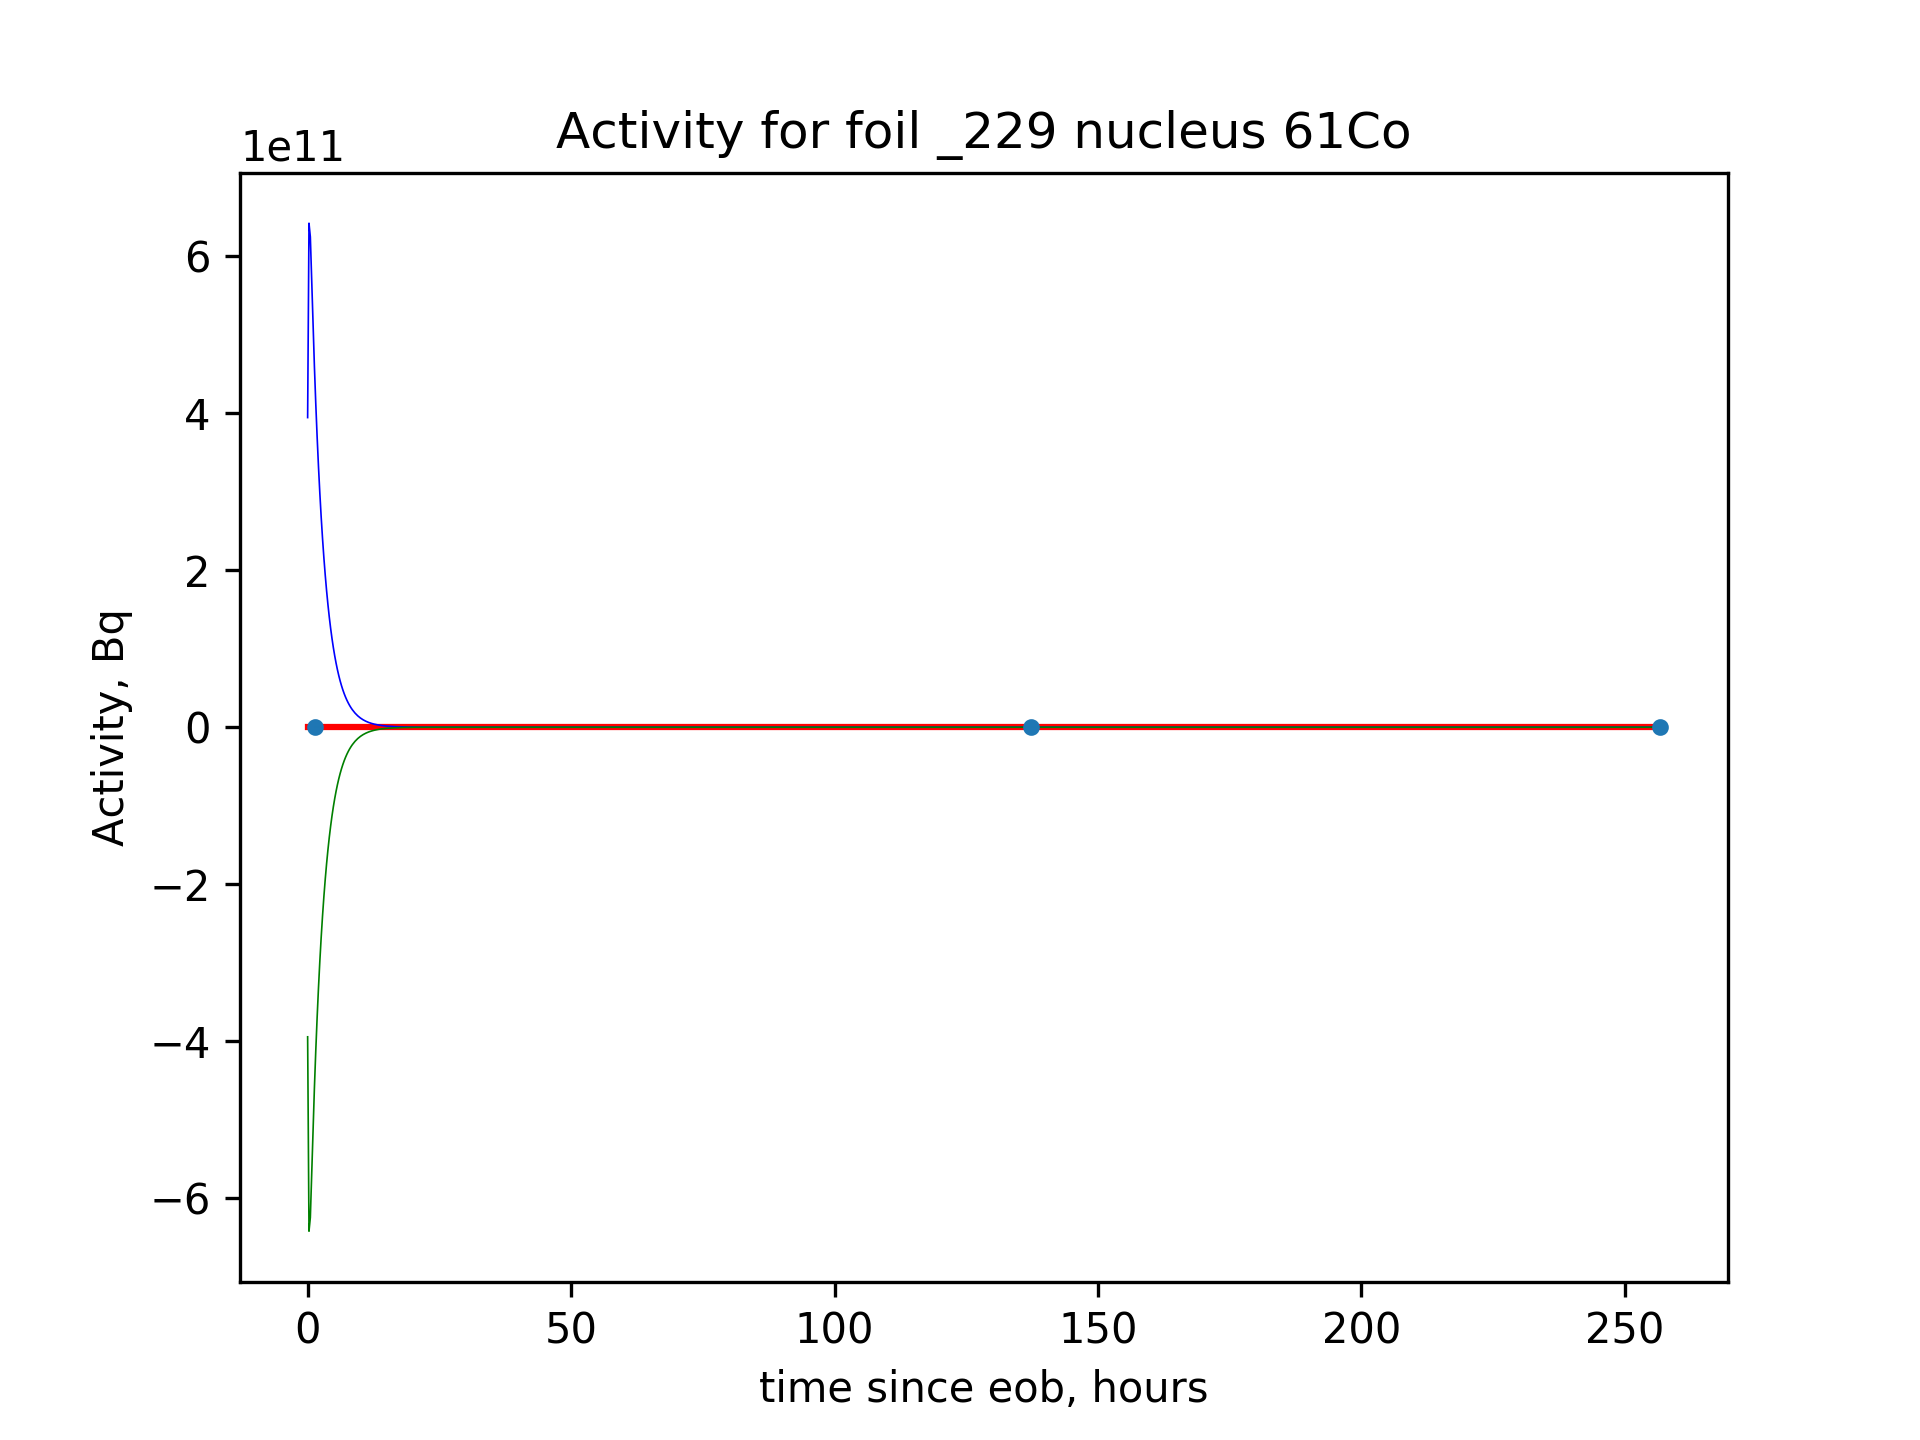 Activity for foil _229 nucleus 61Co
1e11
6
4
2
0
−2
−4
−6
Activity, Bq
0 50 100 150 200 250
time since eob, hours